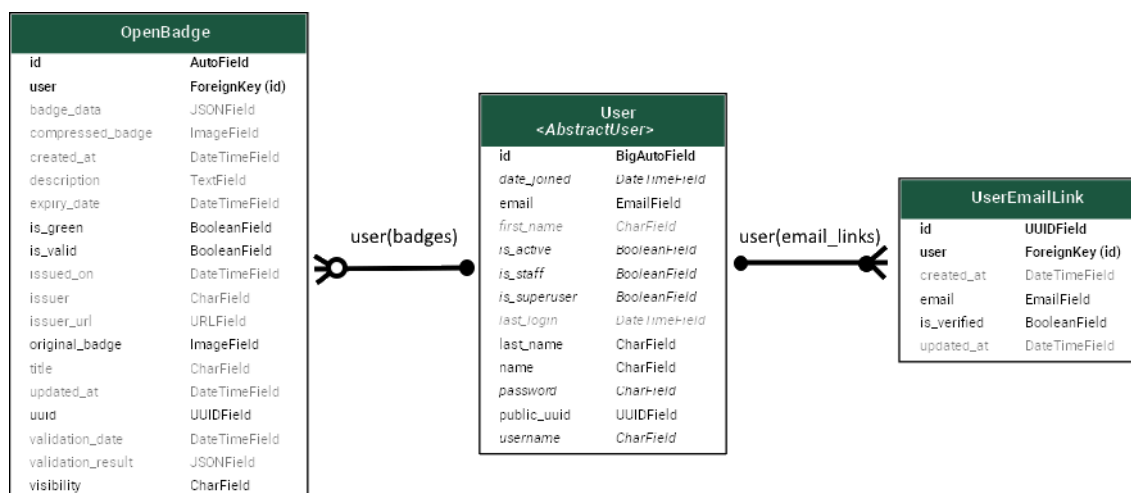 OpenBadge
id AutoField
user ForeignKey (id)
badge_data JSONField
compressed_badge ImageField
created_at DateTimeField
description TextField
expiry_date DateTimeField
is_green BooleanField
is_valid BooleanField
issued_on DateTimeField
issuer CharField
issuer_url URLField
original_badge ImageField
title CharField
updated_at DateTimeField
uuid UUIDField
validation_date DateTimeField
validation_result JSONField
visibility CharField
user(badges)
User
<AbstractUser>
id BigAutoField
date_joined DateTimeField
email EmailField
first_name CharField
is_active BooleanField
is_staff BooleanField
is_superuser BooleanField
last_login DateTimeField
last_name CharField
name CharField
password CharField
public_uuid UUIDField
username CharField
user(email_links)
UserEmailLink
id UUIDField
user ForeignKey (id)
created_at DateTimeField
email EmailField
is_verified BooleanField
updated_at DateTimeField